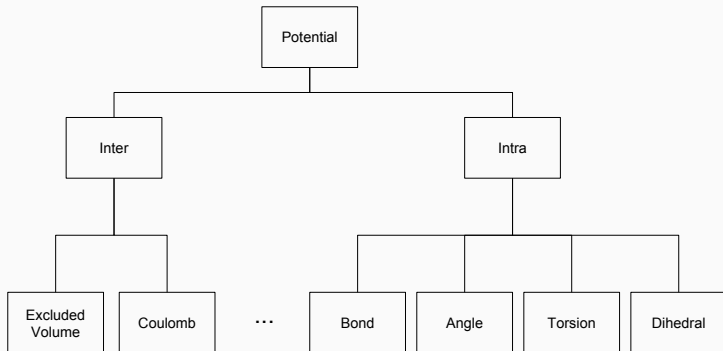 Potential
Inter
Intra
Excluded
Volume
Coulomb
...
Bond
Angle
Torsion
Dihedral